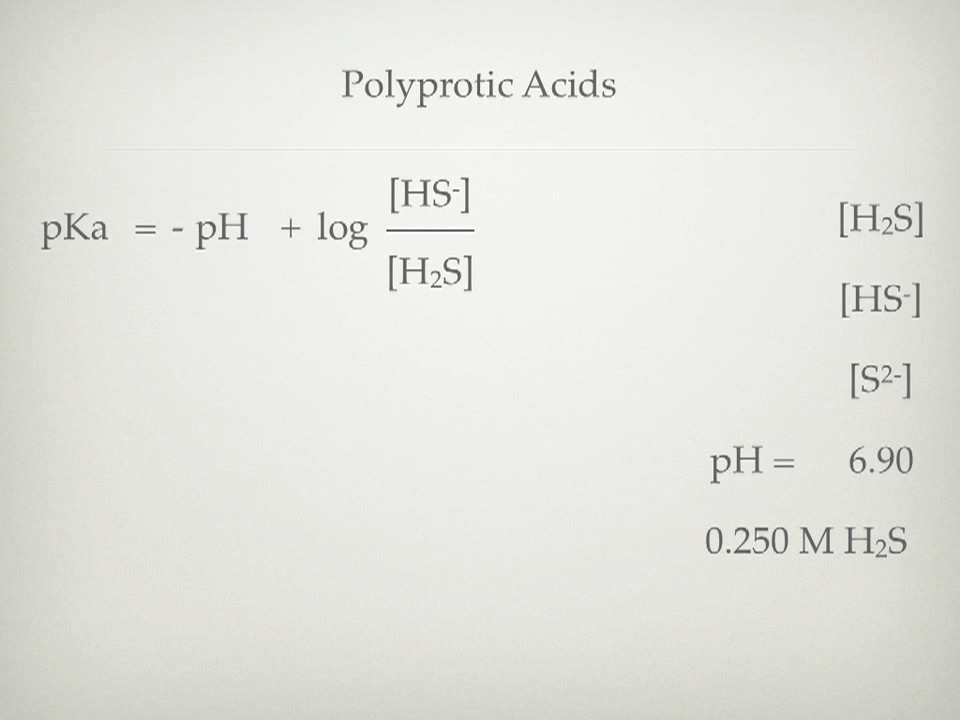 Polyprotic Acids
[HS-]
pKa = - pH + log
[H₂S]
[H₂S]
[HS-]
[S²-]
pH = 6.90
0.250 M H₂S